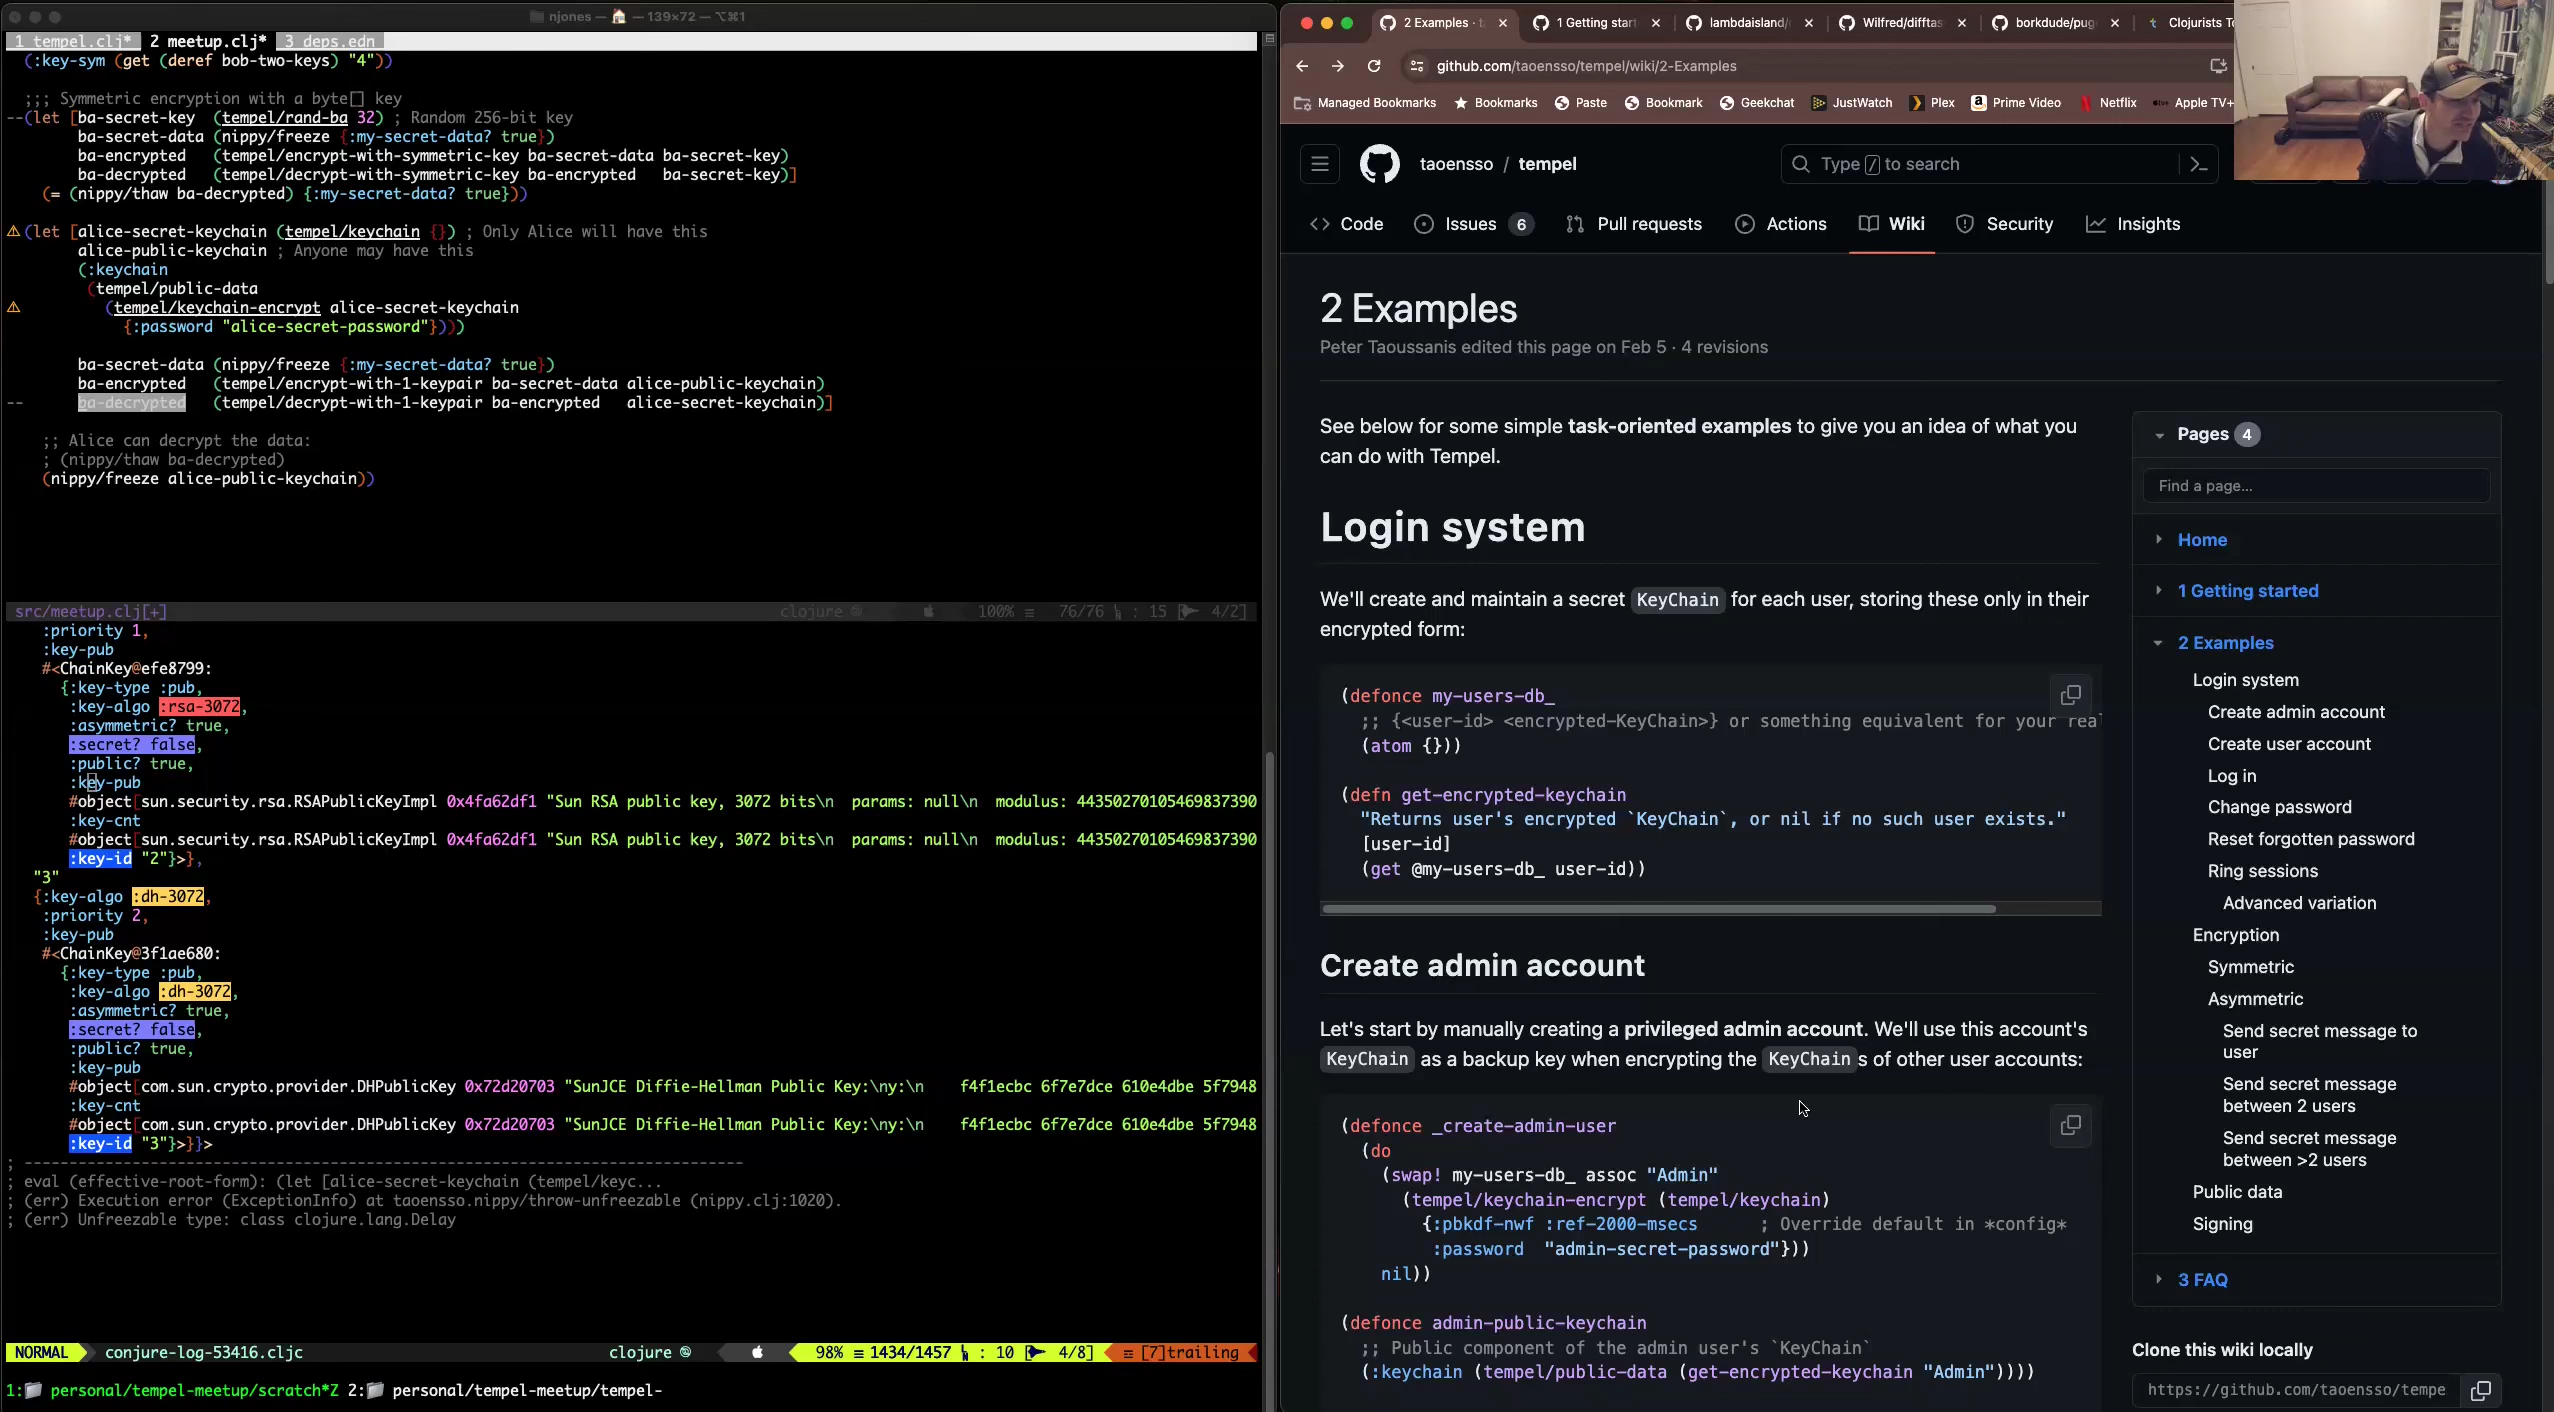 njones — 🏠 — 139×72 — ⌥⌘1
1 tempel.clj* 2 meetup.clj* 3 deps.edn
(:key-sym (get (deref bob-two-keys) "4"))
;;; Symmetric encryption with a byte[] key
--(let [ba-secret-key (tempel/rand-ba 32) ; Random 256-bit key
ba-secret-data (nippy/freeze {:my-secret-data? true})
ba-encrypted (tempel/encrypt-with-symmetric-key ba-secret-data ba-secret-key)
ba-decrypted (tempel/decrypt-with-symmetric-key ba-encrypted ba-secret-key)]
(= (nippy/thaw ba-decrypted) {:my-secret-data? true}))
(let [alice-secret-keychain (tempel/keychain {}) ; Only Alice will have this
alice-public-keychain ; Anyone may have this
(:keychain
(tempel/public-data
(tempel/keychain-encrypt alice-secret-keychain
{:password "alice-secret-password"})))
ba-secret-data (nippy/freeze {:my-secret-data? true})
ba-encrypted (tempel/encrypt-with-1-keypair ba-secret-data alice-public-keychain)
-- ba-decrypted (tempel/decrypt-with-1-keypair ba-encrypted alice-secret-keychain)]
;; Alice can decrypt the data:
; (nippy/thaw ba-decrypted)
(nippy/freeze alice-public-keychain))
src/meetup.clj[+] clojure 100% ≡ 76/76 : 15 4/2]
:priority 1,
:key-pub
#<ChainKey@efe8799:
{:key-type :pub,
:key-algo :rsa-3072,
:asymmetric? true,
:secret? false,
:public? true,
:key-pub
#object[sun.security.rsa.RSAPublicKeyImpl 0x4fa62df1 "Sun RSA public key, 3072 bits\n params: null\n modulus: 44350270105469837390
:key-cnt
#object[sun.security.rsa.RSAPublicKeyImpl 0x4fa62df1 "Sun RSA public key, 3072 bits\n params: null\n modulus: 44350270105469837390
:key-id "2"}>},
"3"
{:key-algo :dh-3072,
:priority 2,
:key-pub
#<ChainKey@3f1ae680:
{:key-type :pub,
:key-algo :dh-3072,
:asymmetric? true,
:secret? false,
:public? true,
:key-pub
#object[com.sun.crypto.provider.DHPublicKey 0x72d20703 "SunJCE Diffie-Hellman Public Key:\ny:\n f4f1ecbc 6f7e7dce 610e4dbe 5f7948
:key-cnt
#object[com.sun.crypto.provider.DHPublicKey 0x72d20703 "SunJCE Diffie-Hellman Public Key:\ny:\n f4f1ecbc 6f7e7dce 610e4dbe 5f7948
:key-id "3"}>}}>
; --------------------------------------------------------------------------------
; eval (effective-root-form): (let [alice-secret-keychain (tempel/keyc...
; (err) Execution error (ExceptionInfo) at taoensso.nippy/throw-unfreezable (nippy.clj:1020).
; (err) Unfreezable type: class clojure.lang.Delay
NORMAL conjure-log-53416.cljc clojure 98% ≡ 1434/1457 : 10 4/8] ≡ [7]trailing
1: personal/tempel-meetup/scratch*Z 2: personal/tempel-meetup/tempel-
2 Examples · t 1 Getting star lambdaisland/ Wilfred/difftas borkdude/pug Clojurists To
github.com/taoensso/tempel/wiki/2-Examples
Managed Bookmarks Bookmarks Paste Bookmark Geekchat JustWatch Plex Prime Video Netflix Apple TV+
taoensso / tempel Type / to search
Code Issues 6 Pull requests Actions Wiki Security Insights
2 Examples
Peter Taoussanis edited this page on Feb 5 · 4 revisions
See below for some simple task-oriented examples to give you an idea of what you
can do with Tempel.
Login system
We'll create and maintain a secret KeyChain for each user, storing these only in their
encrypted form:
(defonce my-users-db_
;; {<user-id> <encrypted-KeyChain>} or something equivalent for your real
(atom {}))
(defn get-encrypted-keychain
"Returns user's encrypted `KeyChain`, or nil if no such user exists."
[user-id]
(get @my-users-db_ user-id))
Create admin account
Let's start by manually creating a privileged admin account. We'll use this account's
KeyChain as a backup key when encrypting the KeyChain s of other user accounts:
(defonce _create-admin-user
(do
(swap! my-users-db_ assoc "Admin"
(tempel/keychain-encrypt (tempel/keychain)
{:pbkdf-nwf :ref-2000-msecs ; Override default in *config*
:password "admin-secret-password"}))
nil))
(defonce admin-public-keychain
;; Public component of the admin user's `KeyChain`
(:keychain (tempel/public-data (get-encrypted-keychain "Admin"))))
Pages 4
Find a page...
Home
1 Getting started
2 Examples
Login system
Create admin account
Create user account
Log in
Change password
Reset forgotten password
Ring sessions
Advanced variation
Encryption
Symmetric
Asymmetric
Send secret message to
user
Send secret message
between 2 users
Send secret message
between >2 users
Public data
Signing
3 FAQ
Clone this wiki locally
https://github.com/taoensso/tempe